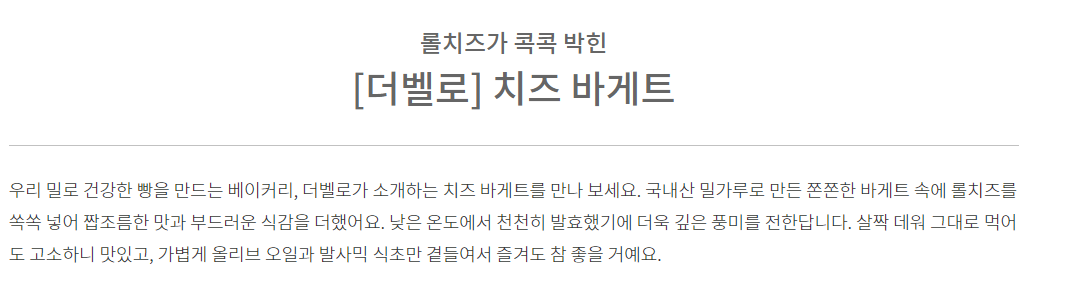 롤치즈가 콕콕 박힌
[더벨로] 치즈 바게트
우리 밀로 건강한 빵을 만드는 베이커리, 더벨로가 소개하는 치즈 바게트를 만나 보세요. 국내산 밀가루로 만든 쫀쫀한 바게트 속에 롤치즈를
쏙쏙 넣어 짭조름한 맛과 부드러운 식감을 더했어요. 낮은 온도에서 천천히 발효했기에 더욱 깊은 풍미를 전한답니다. 살짝 데워 그대로 먹어
도 고소하니 맛있고, 가볍게 올리브 오일과 발사믹 식초만 곁들여서 즐겨도 참 좋을 거예요.